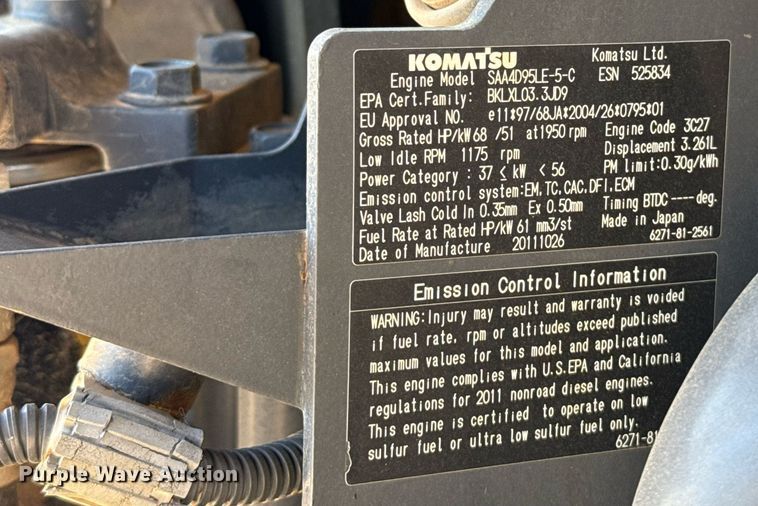 KOMATSU Komatsu Ltd.
Engine Model SAA4D95LE-5-C ESN 525834
EPA Cert.Family: BKLXL03.3JD9
EU Approval NO. e11*97/68JA*2004/26*0795*01
Gross Rated HP/kW 68 /51 at1950rpm Engine Code 3C27
Low Idle RPM 1175 rpm Displacement 3.261L
Power Category : 37 ≤ kW < 56 PM limit:0.30g/kWh
Emission control system:EM,TC,CAC,DFI,ECM
Valve Lash Cold In 0.35mm Ex 0.50mm Timing BTDC ----deg.
Fuel Rate at Rated HP/kW 61 mm3/st Made in Japan
Date of Manufacture 20111026 6271-81-2561
Emission Control Information
WARNING:Injury may result and warranty is voided
if fuel rate, rpm or altitudes exceed published
maximum values for this model and application.
This engine complies with U.S.EPA and California
regulations for 2011 nonroad diesel engines.
This engine is certified to operate on low
sulfur fuel or ultra low sulfur fuel only.
6271-81
Purple Wave Auction